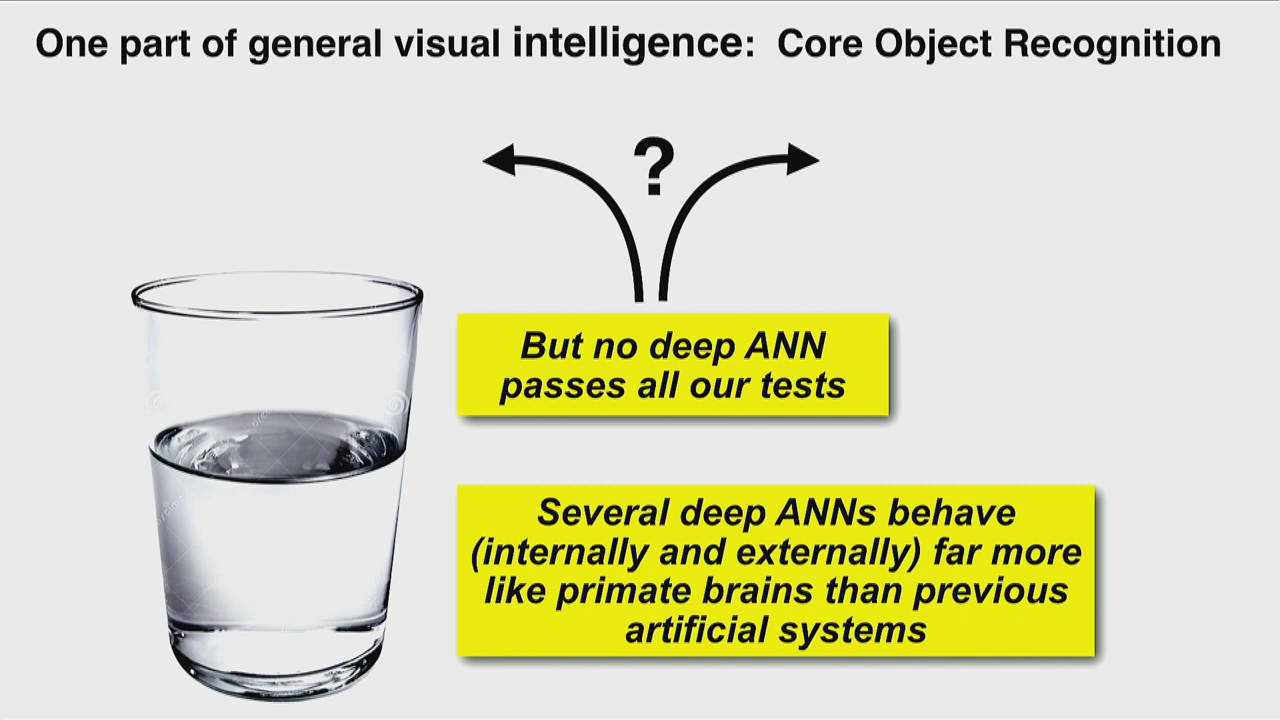 One part of general visual intelligence: Core Object Recognition
?
But no deep ANN
passes all our tests
Several deep ANNs behave
(internally and externally) far more
like primate brains than previous
artificial systems